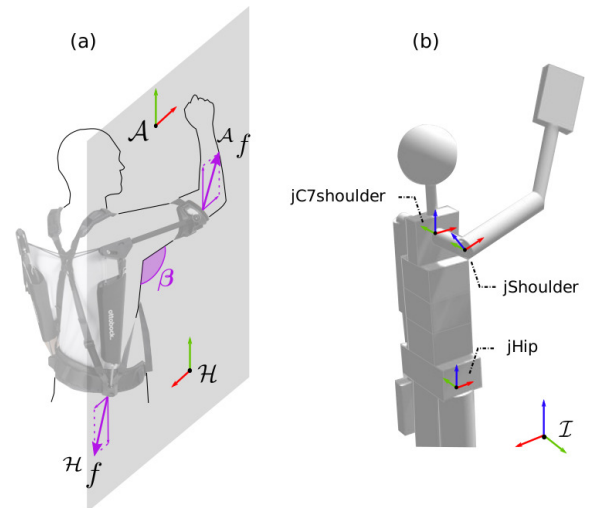 (a)
(b)
𝒜
𝒜f
jC7shoulder
β
jShoulder
jHip
ℋ
ℐ
ℋf